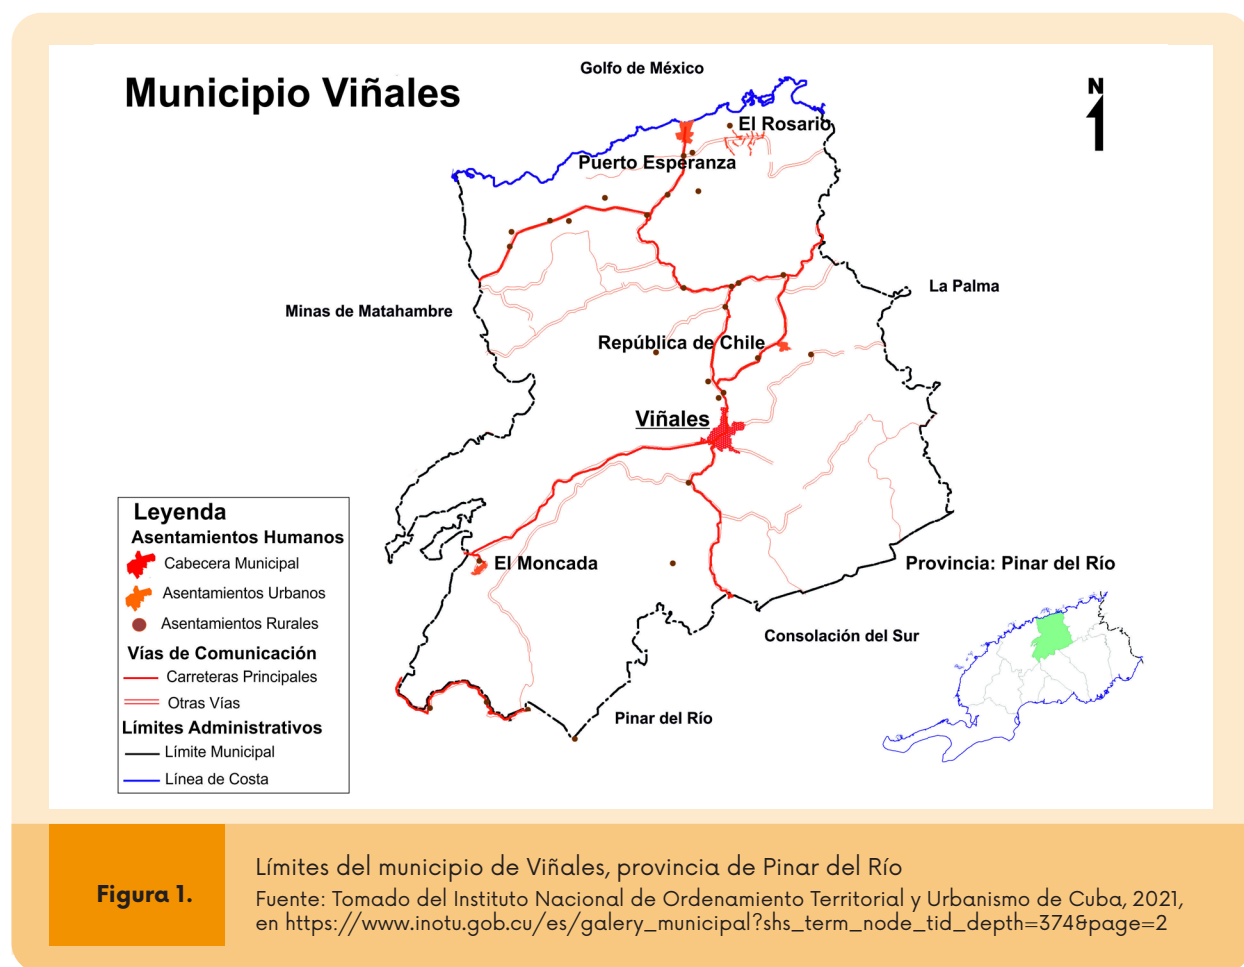 Municipio Viñales
Golfo de México
N
El Rosario
Puerto Esperanza
La Palma
Minas de Matahambre
República de Chile
Viñales
El Moncada
Provincia: Pinar del Río
Consolación del Sur
Pinar del Río
Leyenda
Asentamientos Humanos
Cabecera Municipal
Asentamientos Urbanos
Asentamientos Rurales
Vías de Comunicación
Carreteras Principales
Otras Vías
Límites Administrativos
Límite Municipal
Línea de Costa
Figura 1.
Límites del municipio de Viñales, provincia de Pinar del Río
Fuente: Tomado del Instituto Nacional de Ordenamiento Territorial y Urbanismo de Cuba, 2021,
en https://www.inotu.gob.cu/es/galery_municipal?shs_term_node_tid_depth=374&page=2